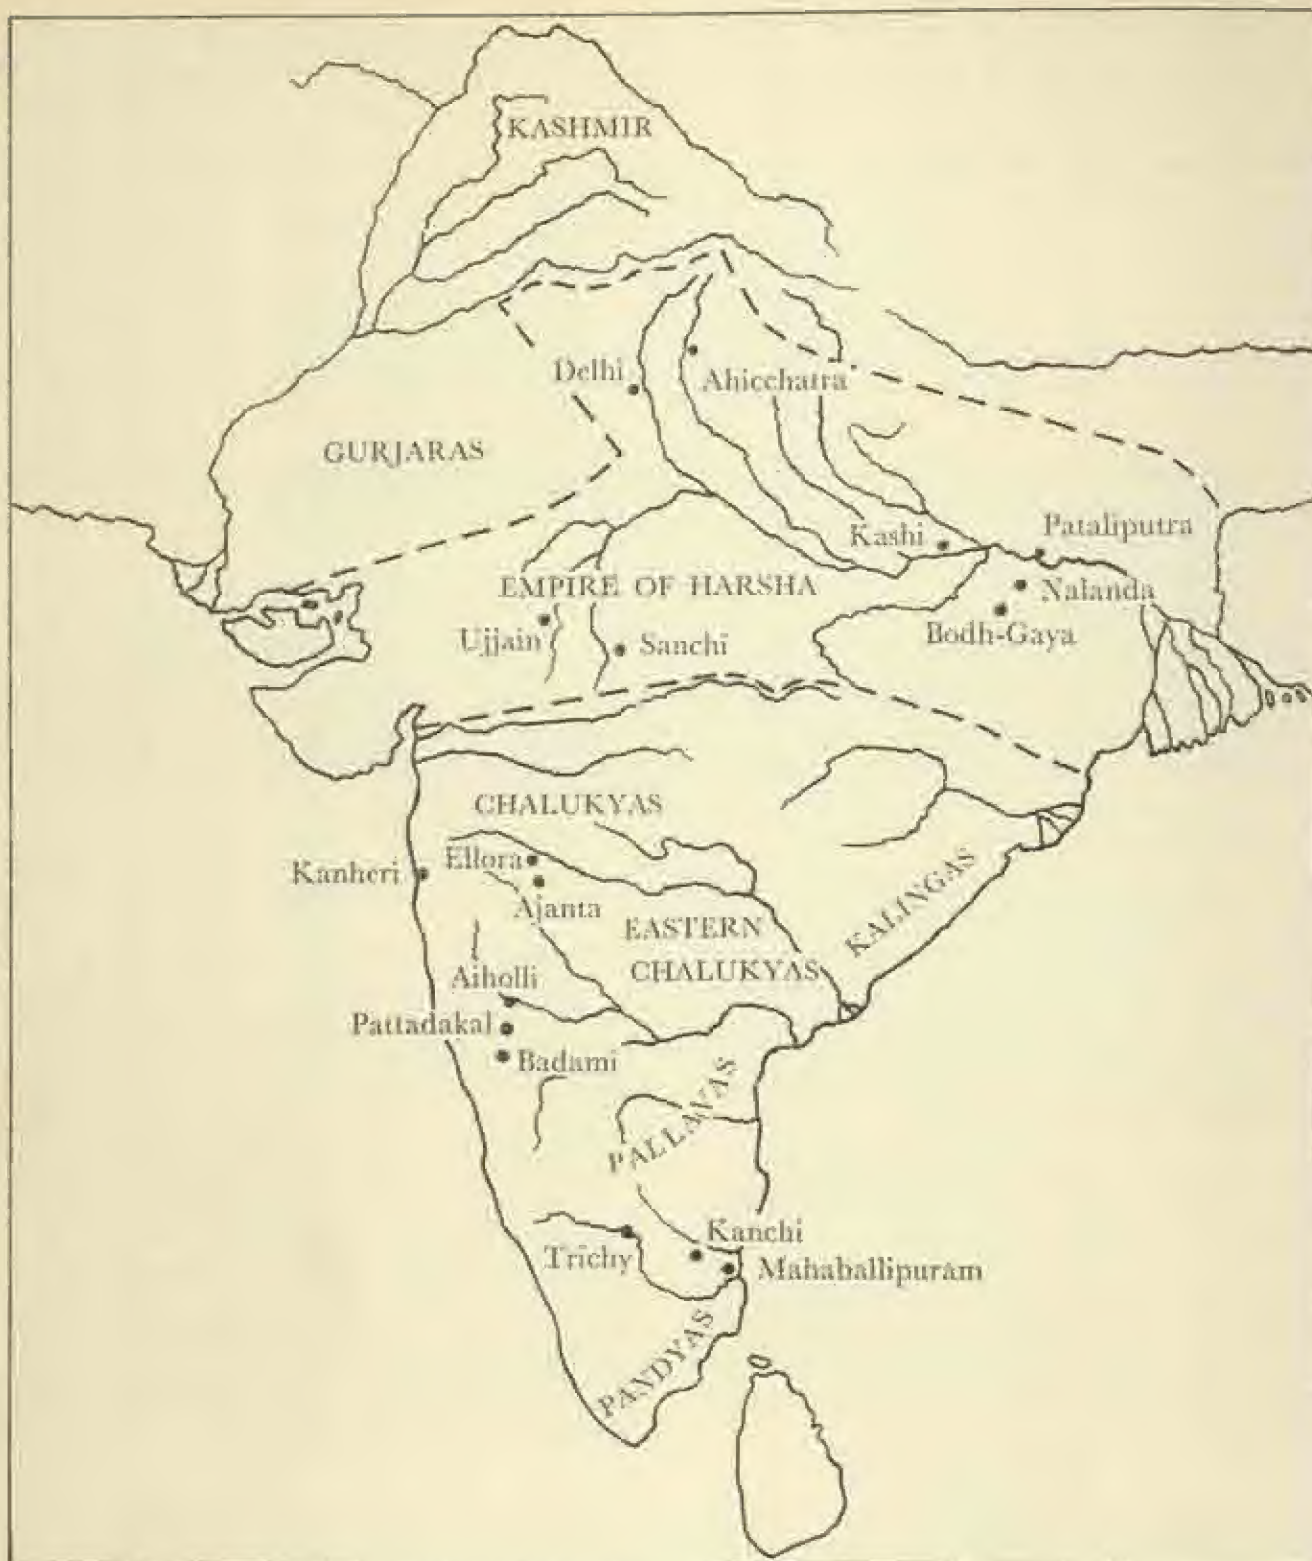 KASHMIR
Delhi
Ahicchatra
GURJARAS
Kashi
Pataliputra
EMPIRE OF HARSHA
Nalanda
Ujjain
Sanchi
Bodh-Gaya
CHALUKYAS
Ellora
Kanheri
Ajanta
EASTERN
CHALUKYAS
KALINGAS
Aiholli
Pattadakal
Badami
PALLAVAS
Kanchi
Trichy
Mahaballipuram
PANDYAS